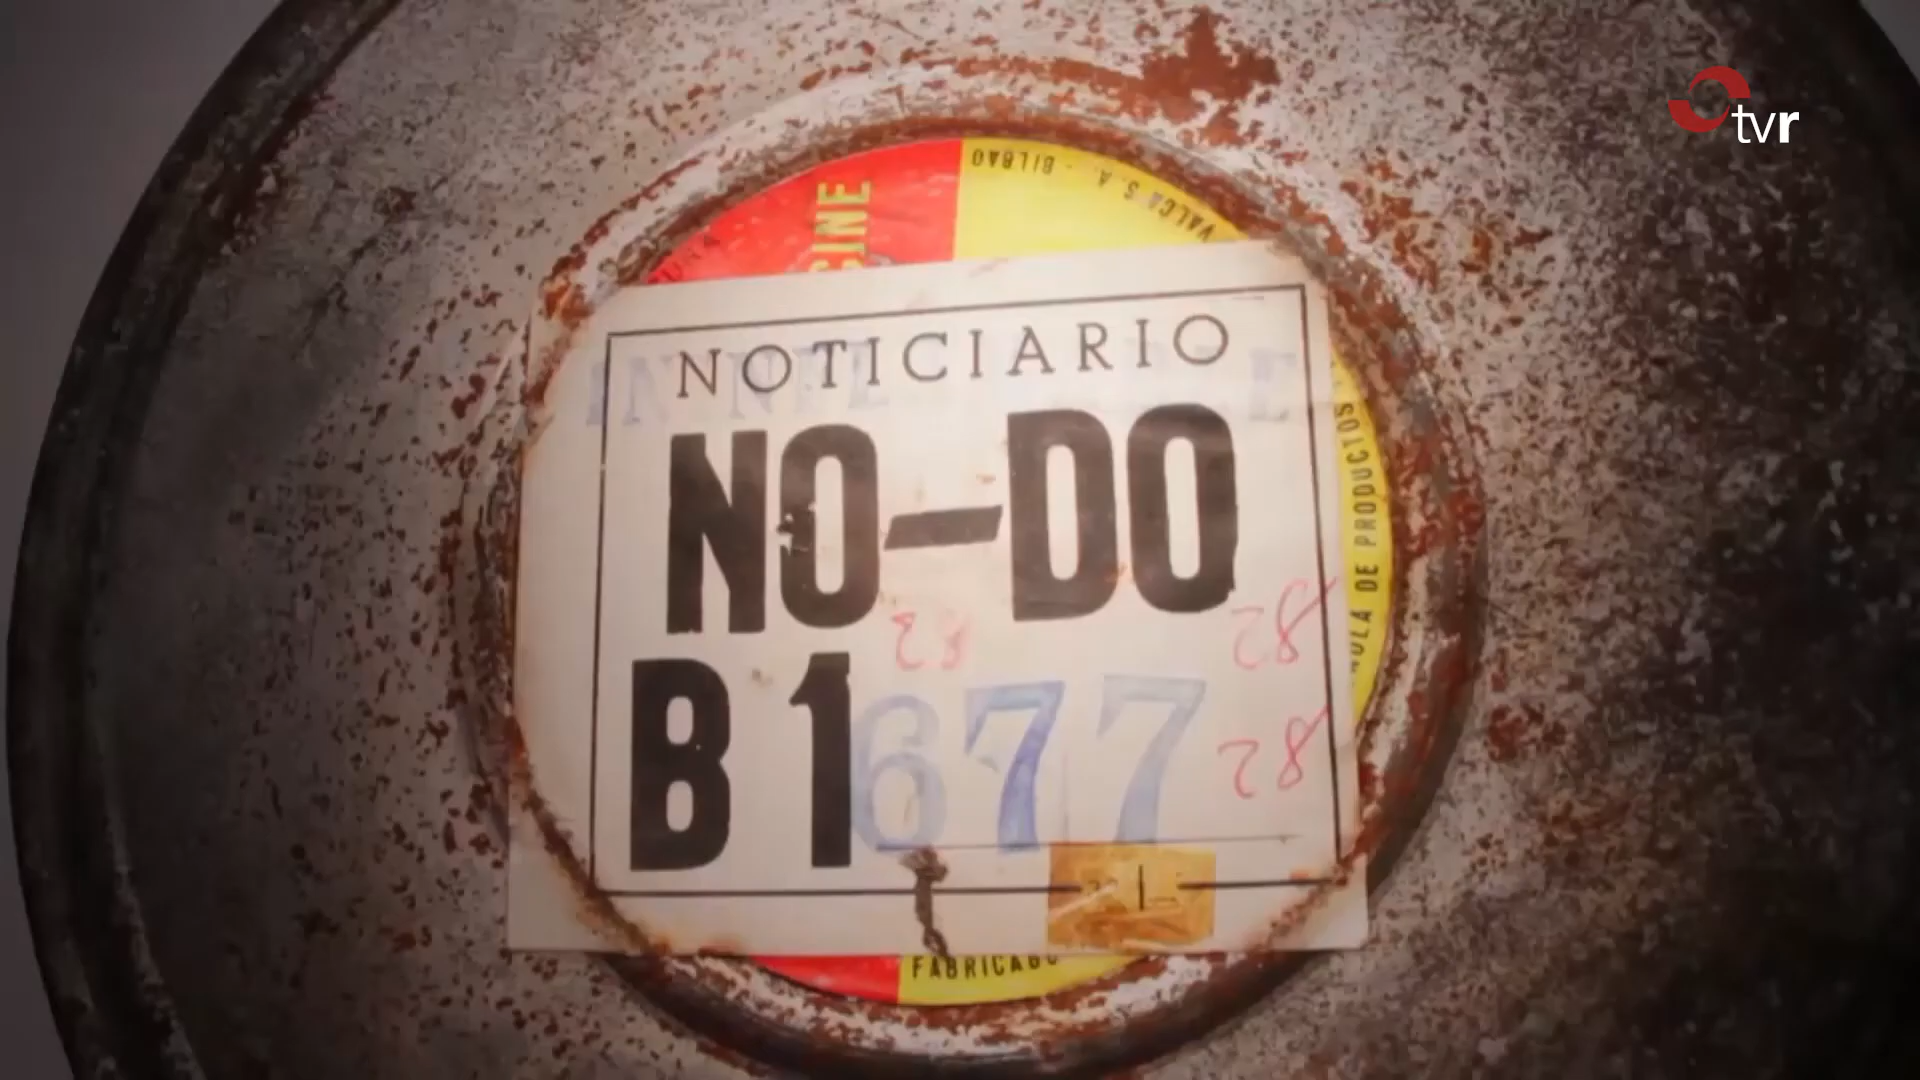 tvr
VALCA S.A. - BILBAO
CINE
NOTICIARIO
NO-DO
B 1677
28
28
28
DE PRODUCTOS
FABRICADO